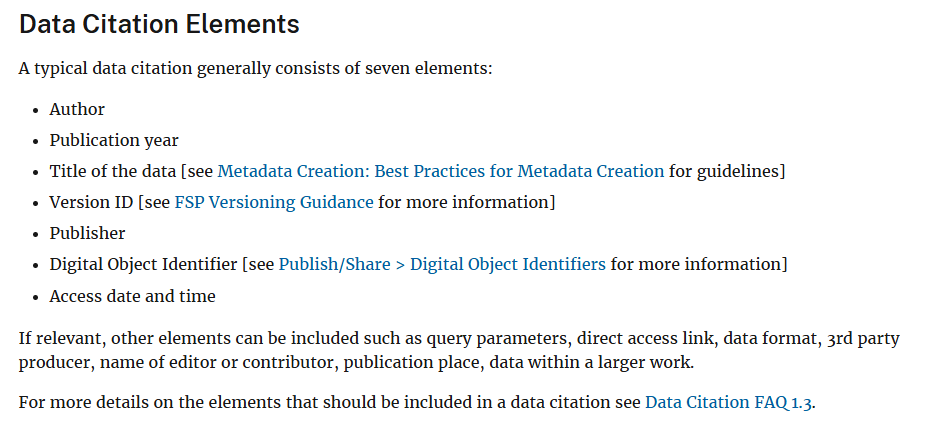 Data Citation Elements
A typical data citation generally consists of seven elements:
• Author
• Publication year
• Title of the data [see Metadata Creation: Best Practices for Metadata Creation for guidelines]
• Version ID [see FSP Versioning Guidance for more information]
• Publisher
• Digital Object Identifier [see Publish/Share > Digital Object Identifiers for more information]
• Access date and time
If relevant, other elements can be included such as query parameters, direct access link, data format, 3rd party
producer, name of editor or contributor, publication place, data within a larger work.
For more details on the elements that should be included in a data citation see Data Citation FAQ 1.3.